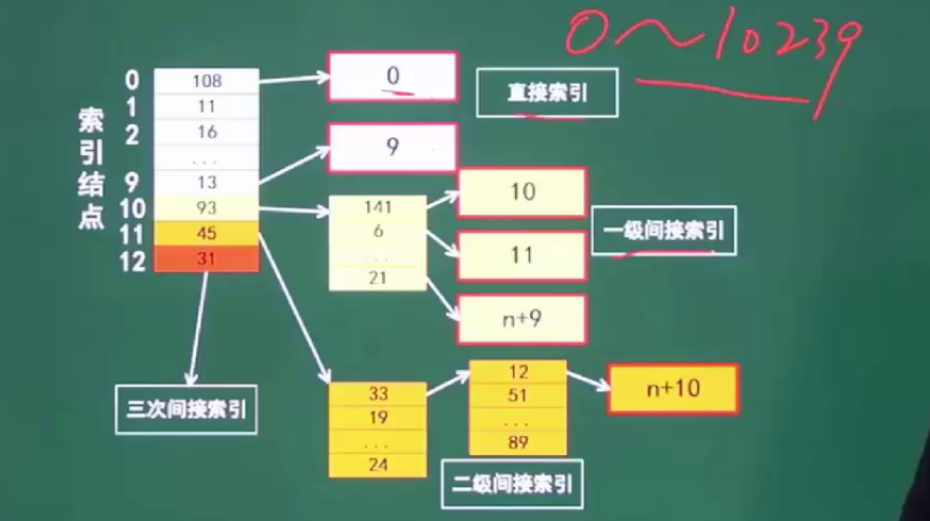 0～10239
0 108 0 直接索引
1 11
2 16
...
9 13 9
10 93 141 10 一级间接索引
11 45 6 11
12 31 ...
21 n+9
索引结点
三次间接索引
33 12 n+10
19 51
... ...
24 89
二级间接索引